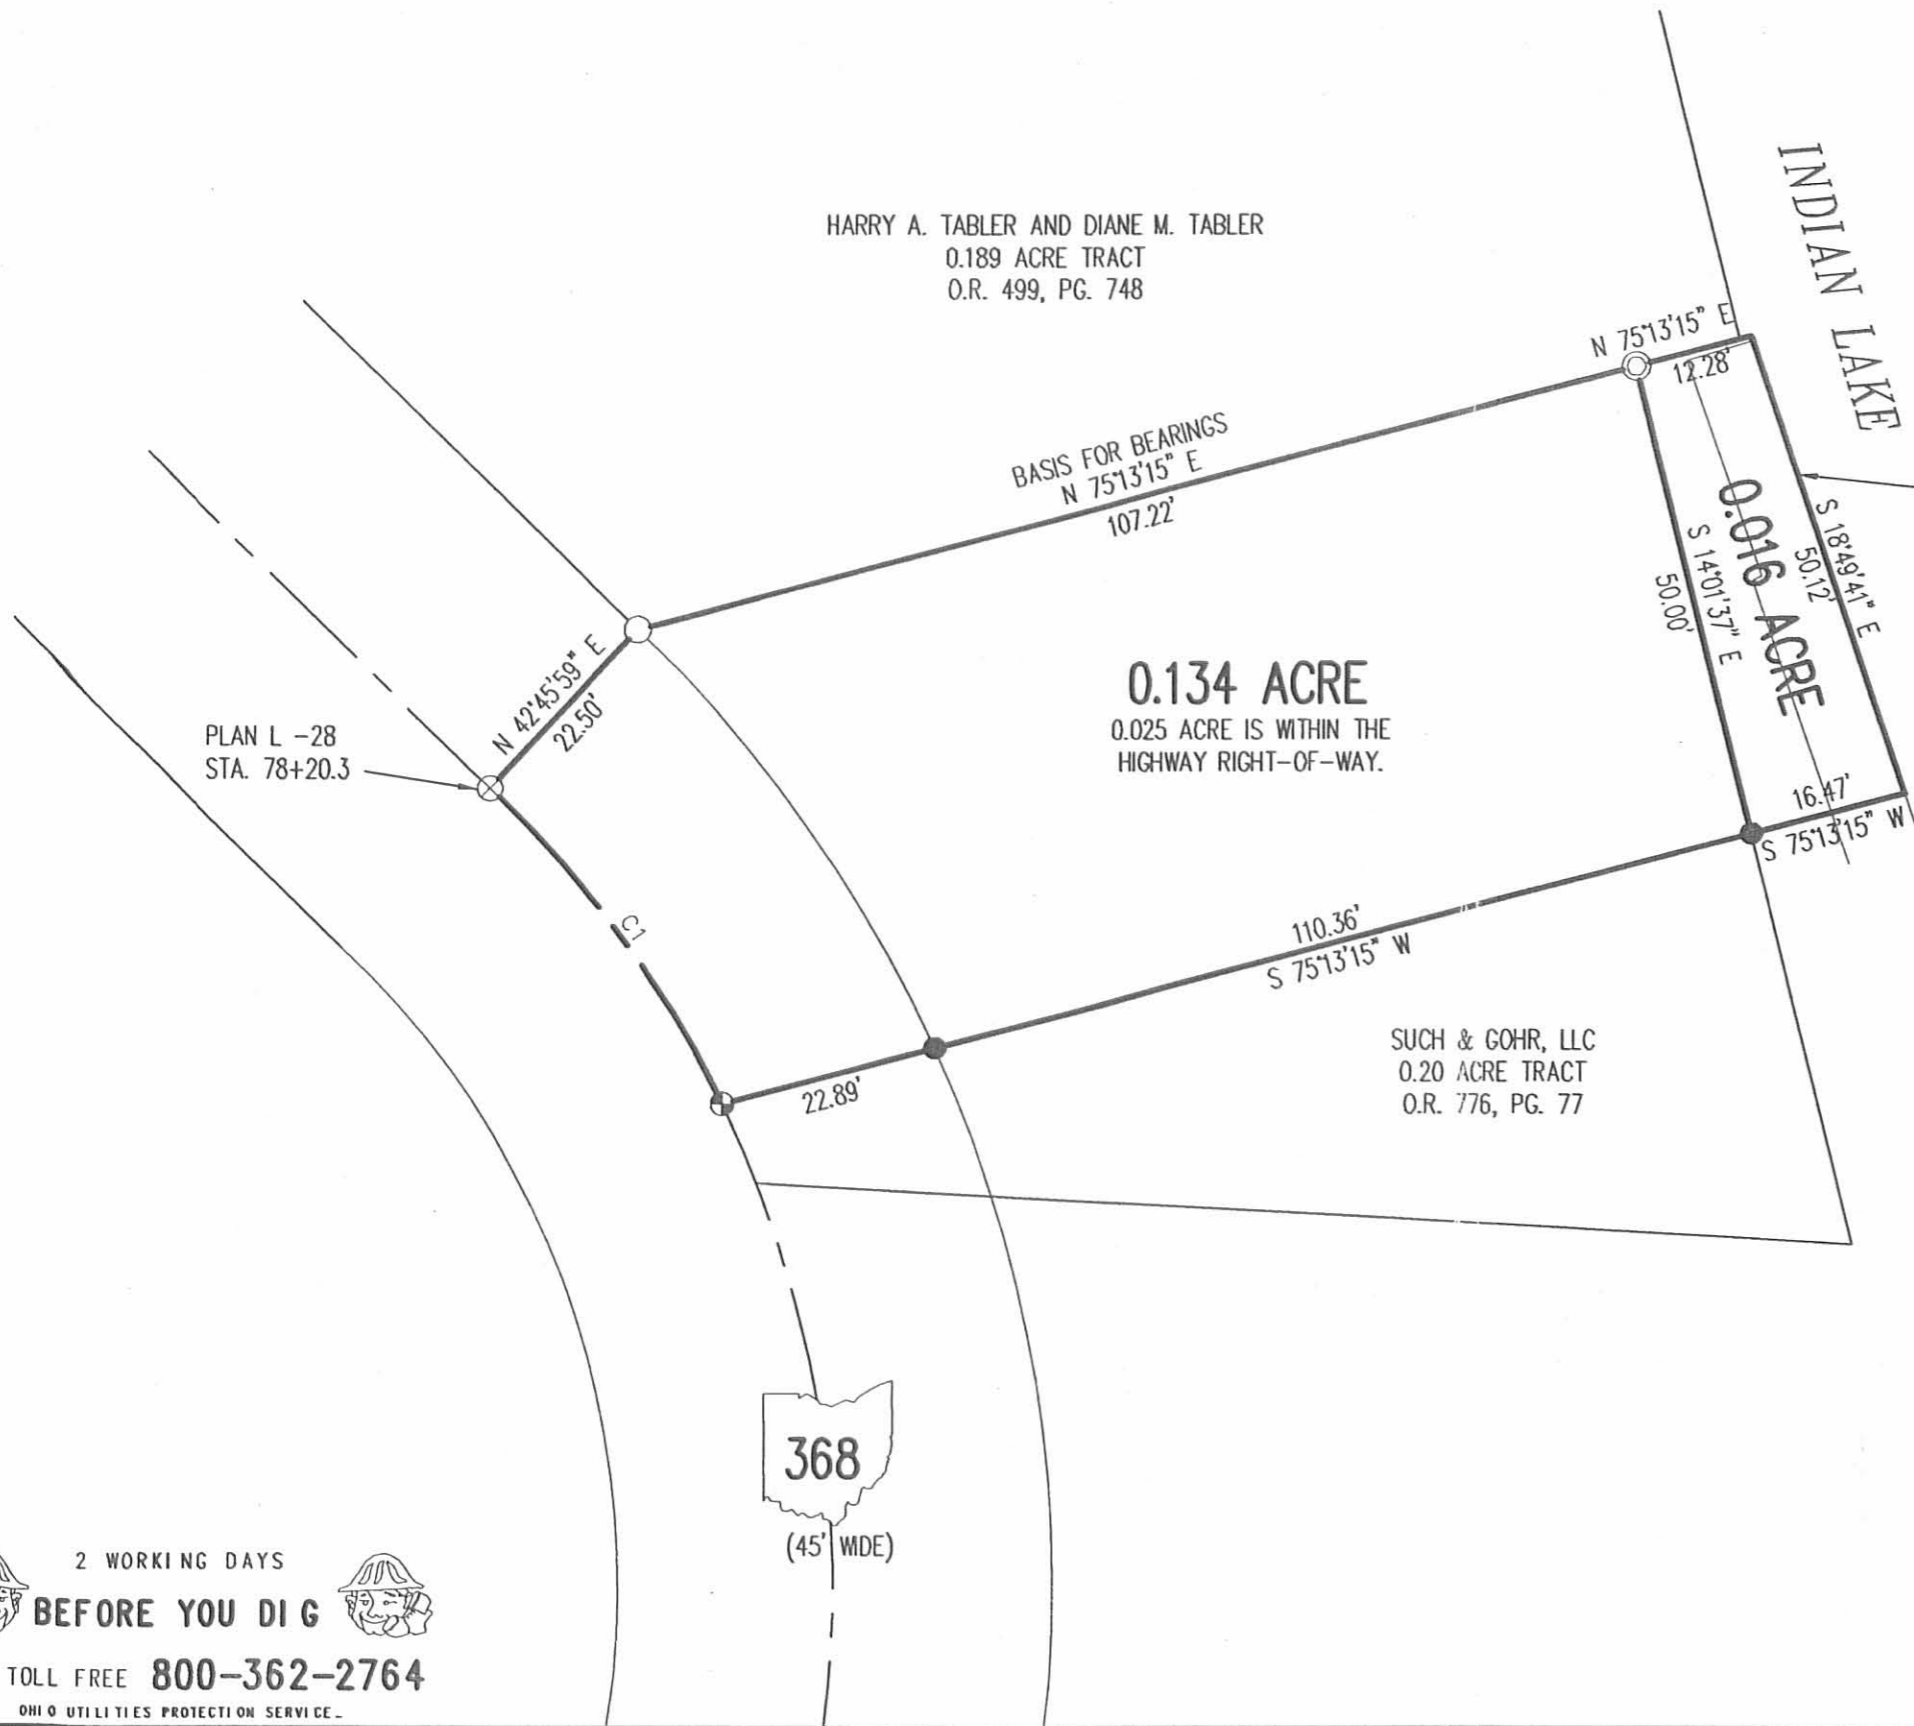 INDIAN LAKE
HARRY A. TABLER AND DIANE M. TABLER
0.189 ACRE TRACT
O.R. 499, PG. 748
N 75°13'15" E
12.28'
BASIS FOR BEARINGS
N 75°13'15" E
107.22'
S 18°49'41" E
50.12'
0.016 ACRE
S 14°01'37" E
50.00'
N 42°45'59" E
22.50'
0.134 ACRE
0.025 ACRE IS WITHIN THE
HIGHWAY RIGHT-OF-WAY.
PLAN L -28
STA. 78+20.3
16.47'
S 75°13'15" W
C1
110.36'
S 75°13'15" W
22.89'
SUCH & GOHR, LLC
0.20 ACRE TRACT
O.R. 776, PG. 77
368
(45' WIDE)
2 WORKING DAYS
BEFORE YOU DIG
TOLL FREE 800-362-2764
OHIO UTILITIES PROTECTION SERVICE